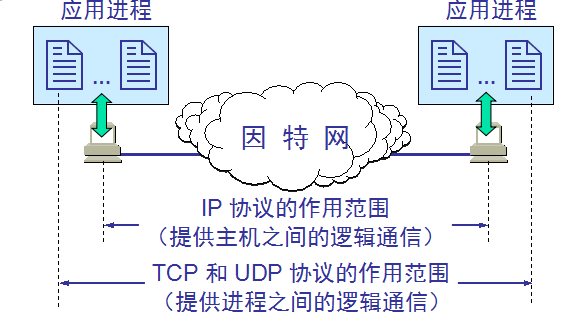 应用进程
应用进程
...
...
因特网
IP 协议的作用范围
（提供主机之间的逻辑通信）
TCP 和 UDP 协议的作用范围
（提供进程之间的逻辑通信）